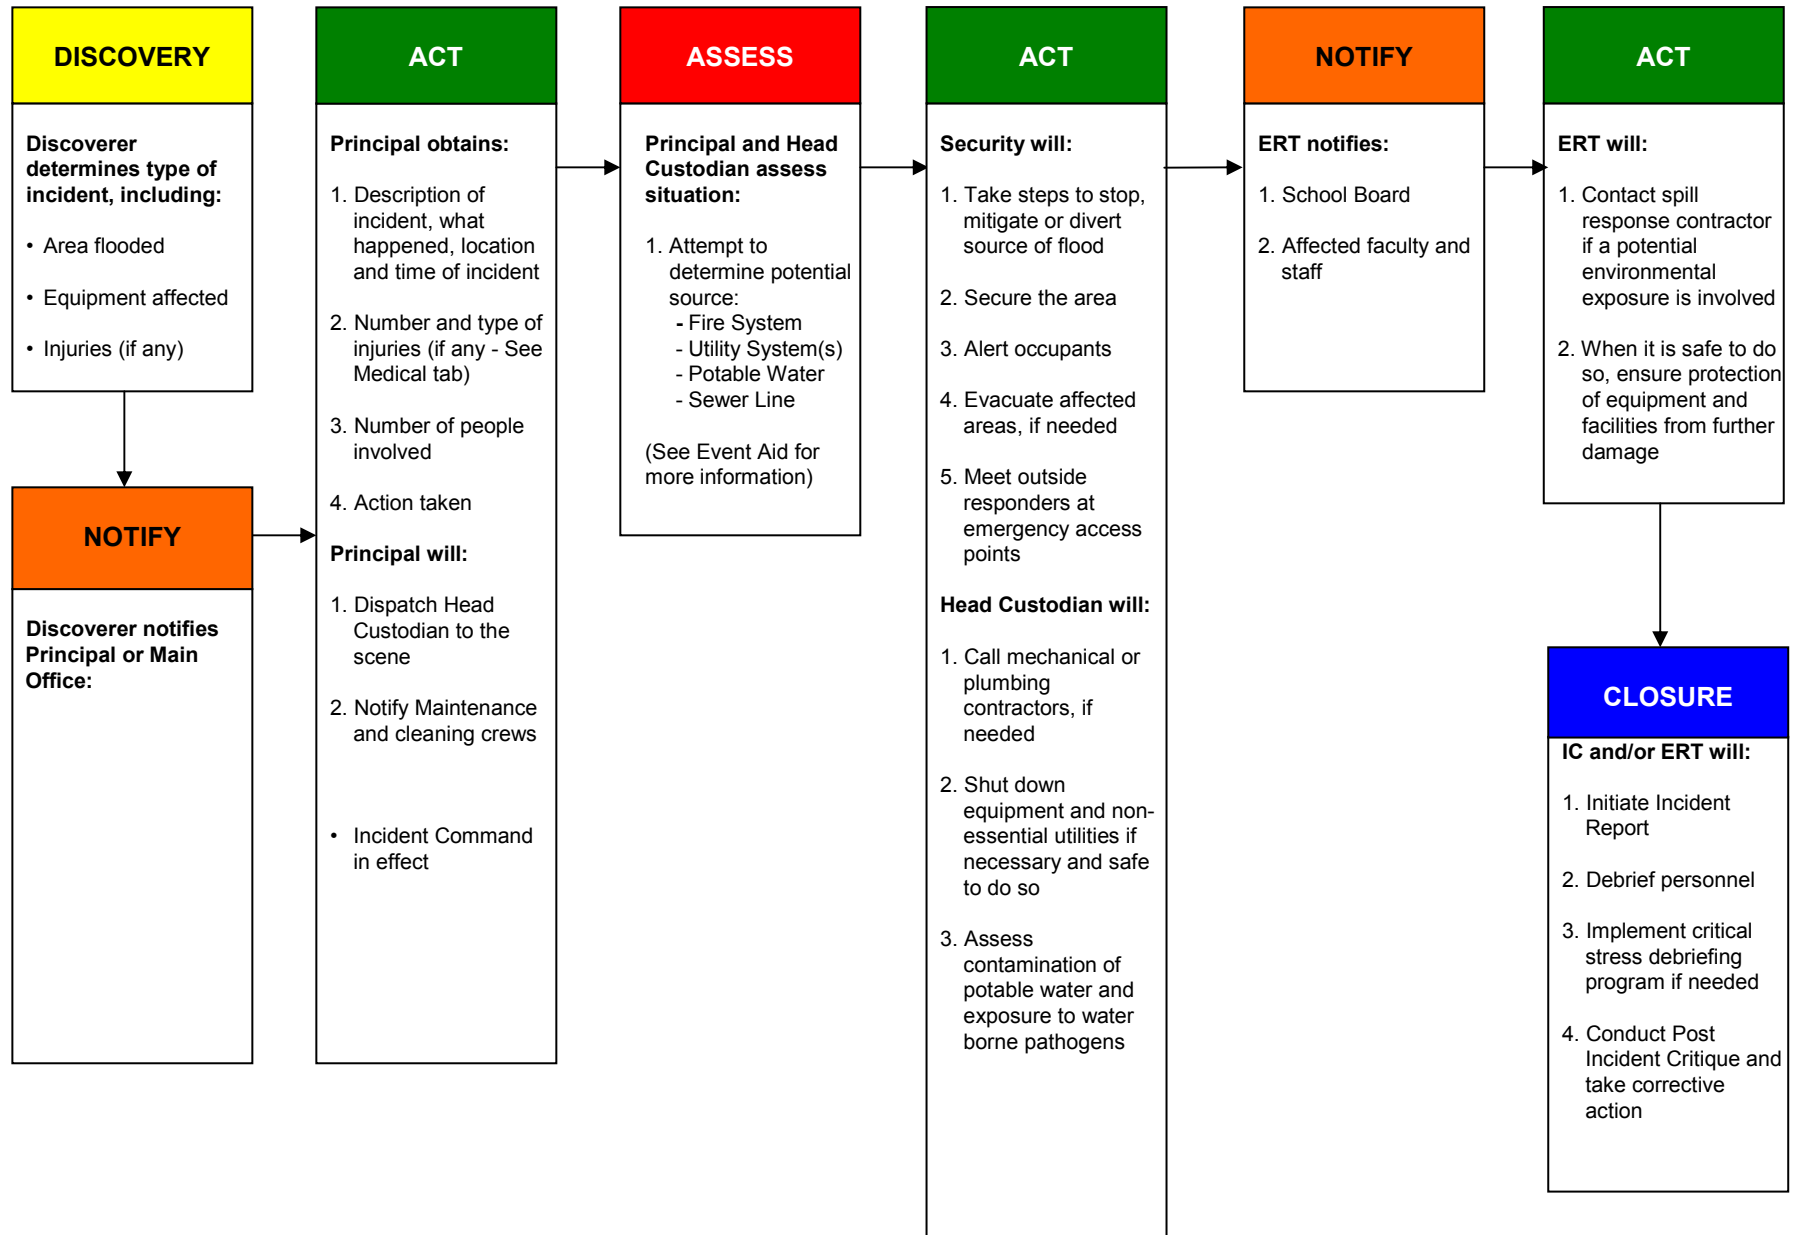 DISCOVERY
Discoverer
determines type of
incident, including:
• Area flooded
• Equipment affected
• Injuries (if any)
NOTIFY
Discoverer notifies
Principal or Main
Office:
ACT
Principal obtains:
1. Description of
incident, what
happened, location
and time of incident
2. Number and type of
injuries (if any - See
Medical tab)
3. Number of people
involved
4. Action taken
Principal will:
1. Dispatch Head
Custodian to the
scene
2. Notify Maintenance
and cleaning crews
• Incident Command
in effect
ASSESS
Principal and Head
Custodian assess
situation:
1. Attempt to
determine potential
source:
- Fire System
- Utility System(s)
- Potable Water
- Sewer Line
(See Event Aid for
more information)
ACT
Security will:
1. Take steps to stop,
mitigate or divert
source of flood
2. Secure the area
3. Alert occupants
4. Evacuate affected
areas, if needed
5. Meet outside
responders at
emergency access
points
Head Custodian will:
1. Call mechanical or
plumbing
contractors, if
needed
2. Shut down
equipment and non-
essential utilities if
necessary and safe
to do so
3. Assess
contamination of
potable water and
exposure to water
borne pathogens
NOTIFY
ERT notifies:
1. School Board
2. Affected faculty and
staff
ACT
ERT will:
1. Contact spill
response contractor
if a potential
environmental
exposure is involved
2. When it is safe to do
so, ensure protection
of equipment and
facilities from further
damage
CLOSURE
IC and/or ERT will:
1. Initiate Incident
Report
2. Debrief personnel
3. Implement critical
stress debriefing
program if needed
4. Conduct Post
Incident Critique and
take corrective
action